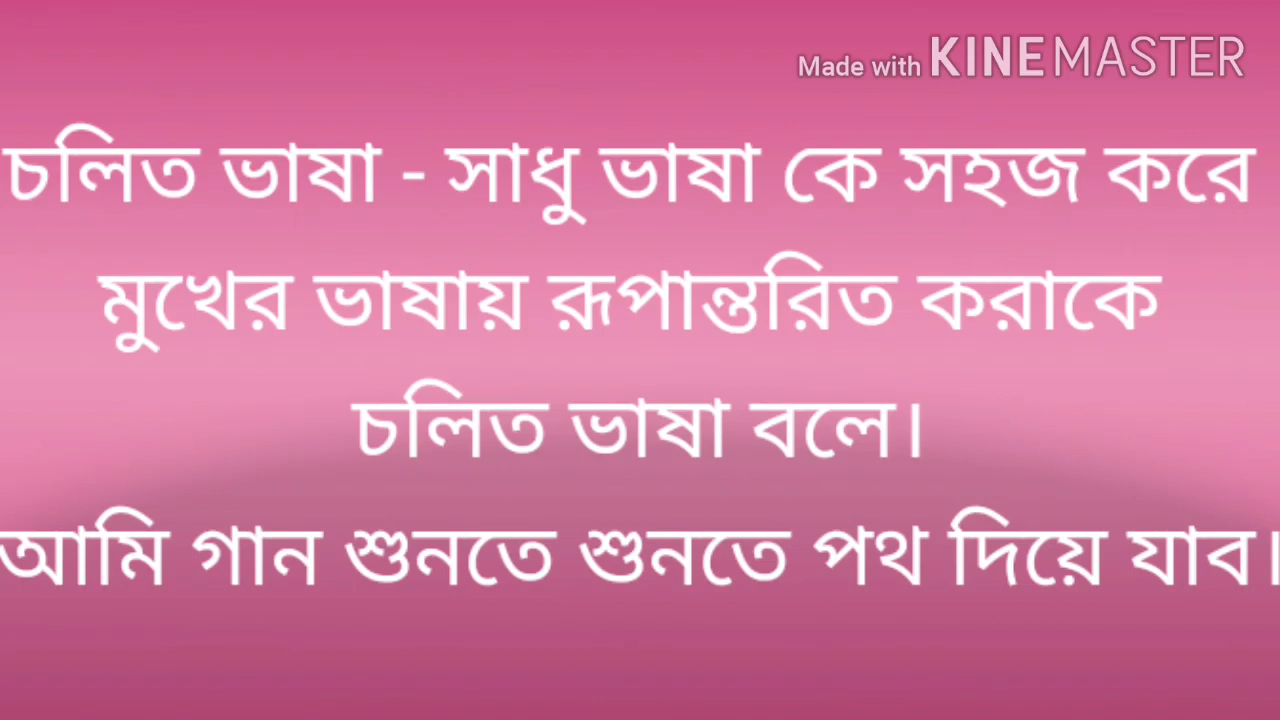 Made with KINEMASTER
চলিত ভাষা - সাধু ভাষা কে সহজ করে
মুখের ভাষায় রূপান্তরিত করাকে
চলিত ভাষা বলে।
আমি গান শুনতে শুনতে পথ দিয়ে যাব।